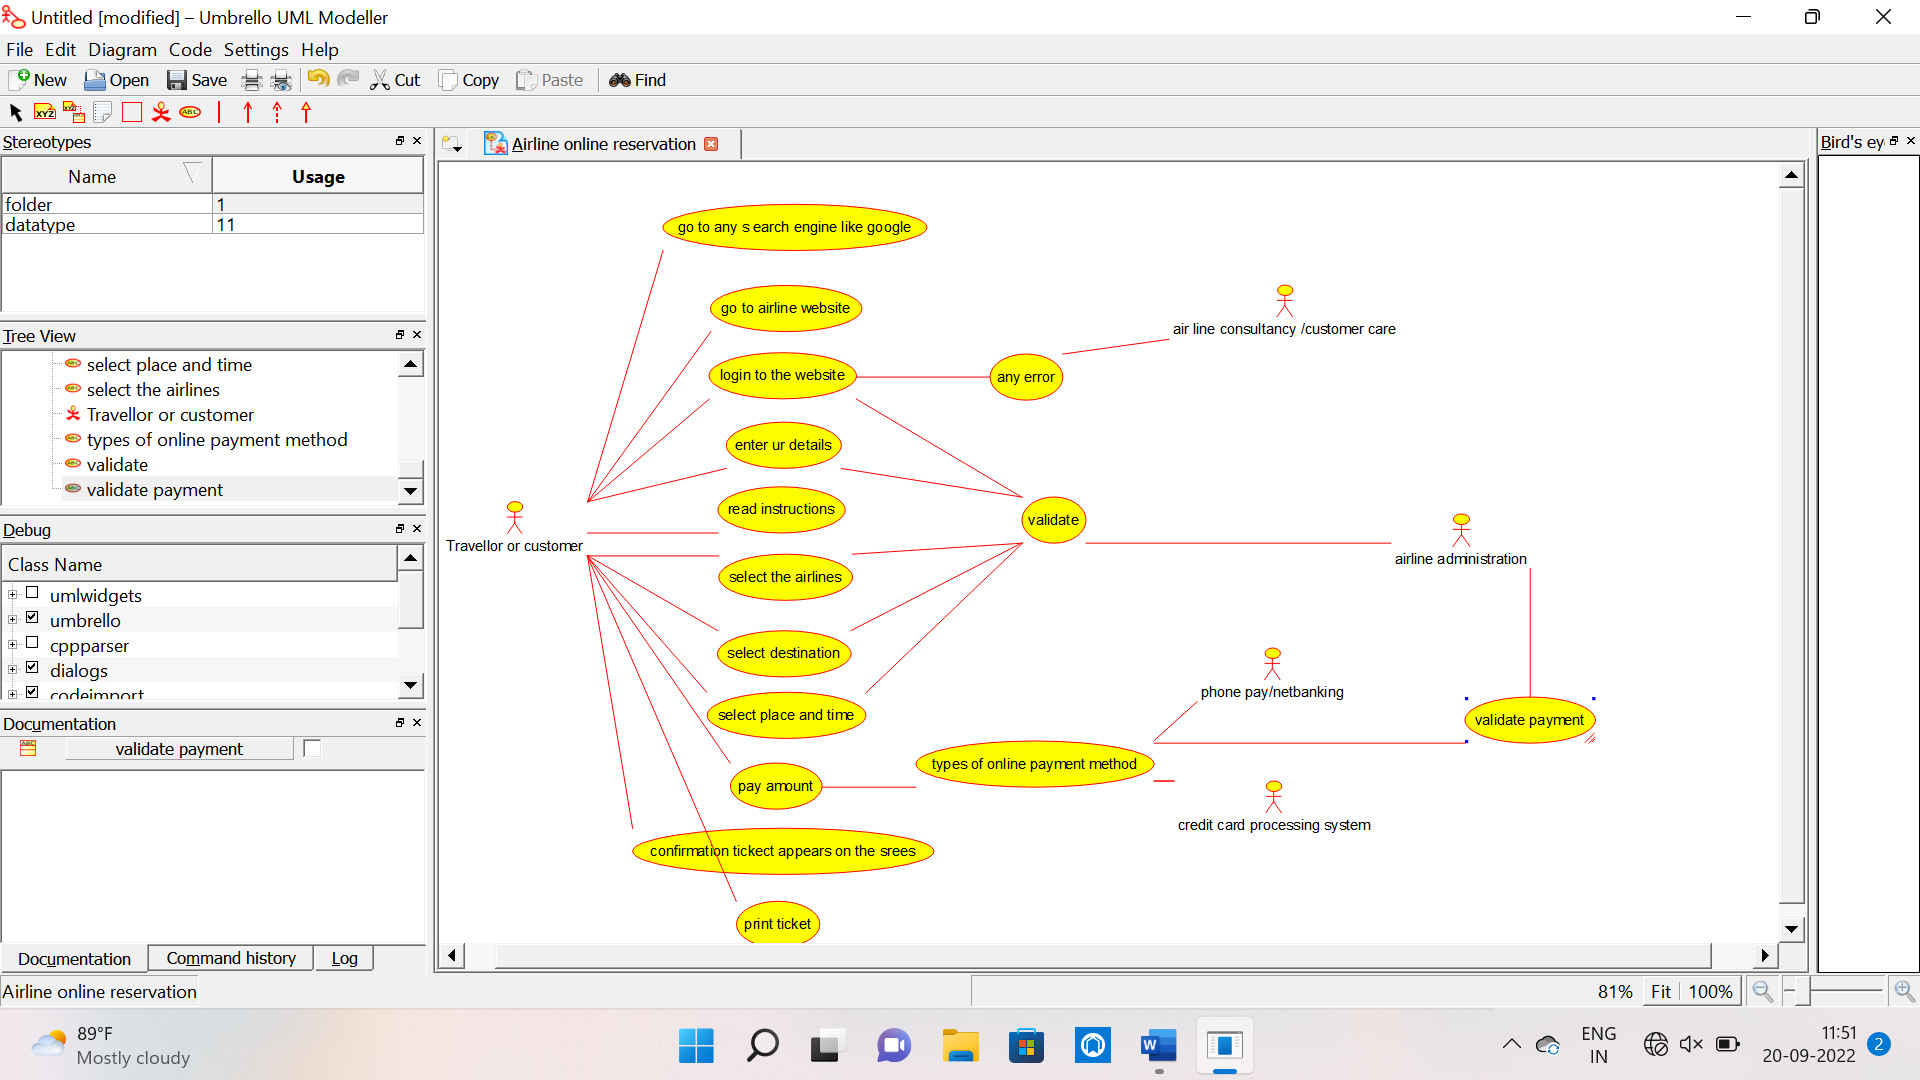 Untitled [modified] – Umbrello UML Modeller
File Edit Diagram Code Settings Help
New Open Save Cut Copy Paste Find
XYZ XYZ ABC
Stereotypes
Name Usage
folder 1
datatype 11
Tree View
select place and time
select the airlines
Travellor or customer
types of online payment method
validate
validate payment
Debug
Class Name
umlwidgets
umbrello
cppparser
dialogs
codeimport
Documentation
validate payment
Documentation Command history Log
Airline online reservation
Airline online reservation
go to any search engine like google
go to airline website
login to the website
enter ur details
read instructions
select the airlines
select destination
select place and time
pay amount
confirmation tickect appears on the srees
print ticket
Travellor or customer
any error
air line consultancy /customer care
validate
airline administration
phone pay/netbanking
validate payment
types of online payment method
credit card processing system
Bird's ey
81% Fit 100%
89°F
Mostly cloudy
W
ENG
IN
11:51
20-09-2022
2